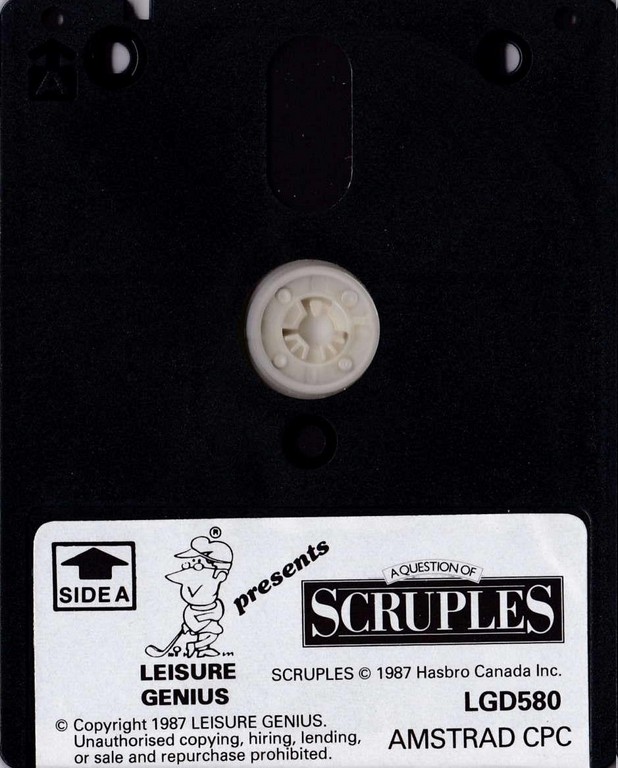 A
SIDE A
®
presents
LEISURE
GENIUS
A QUESTION OF
SCRUPLES
SCRUPLES © 1987 Hasbro Canada Inc.
LGD580
AMSTRAD CPC
© Copyright 1987 LEISURE GENIUS.
Unauthorised copying, hiring, lending,
or sale and repurchase prohibited.